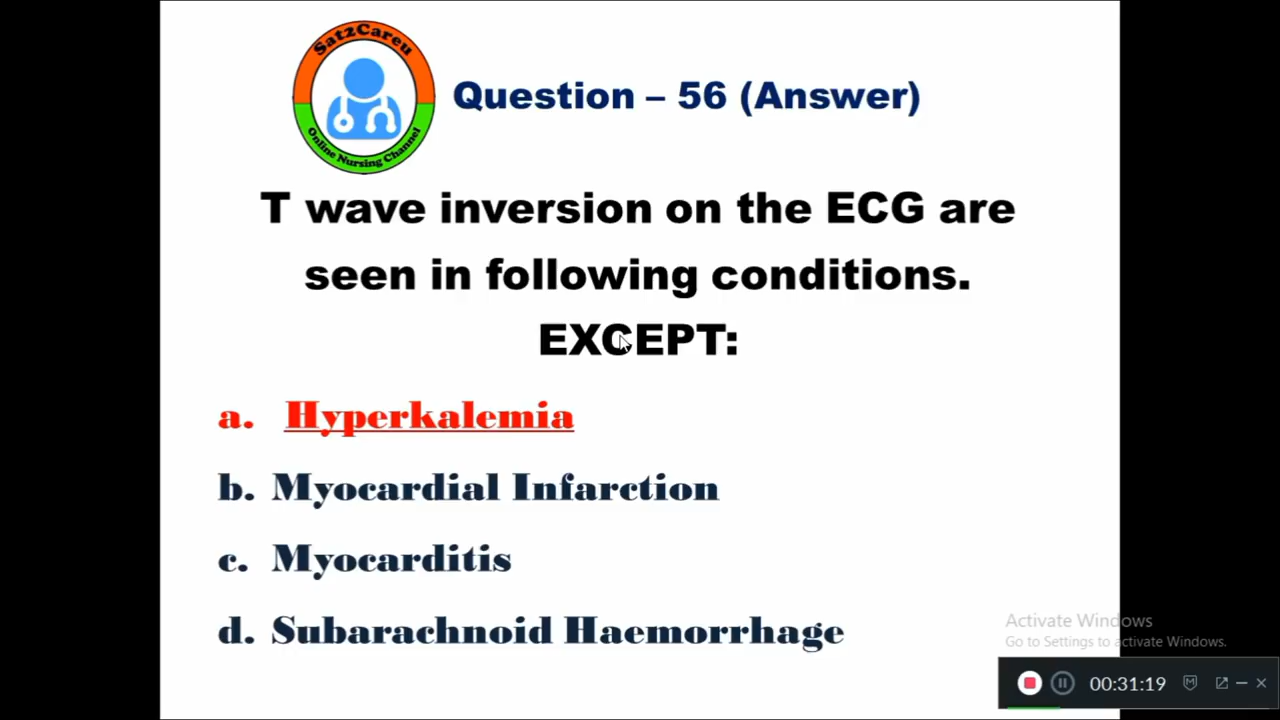 Sat2Careu
Online Nursing Channel
Question – 56 (Answer)
T wave inversion on the ECG are
seen in following conditions.
EXCEPT:
a. Hyperkalemia
b. Myocardial Infarction
c. Myocarditis
d. Subarachnoid Haemorrhage
Activate Windows
Go to Settings to activate Windows.
00:31:19